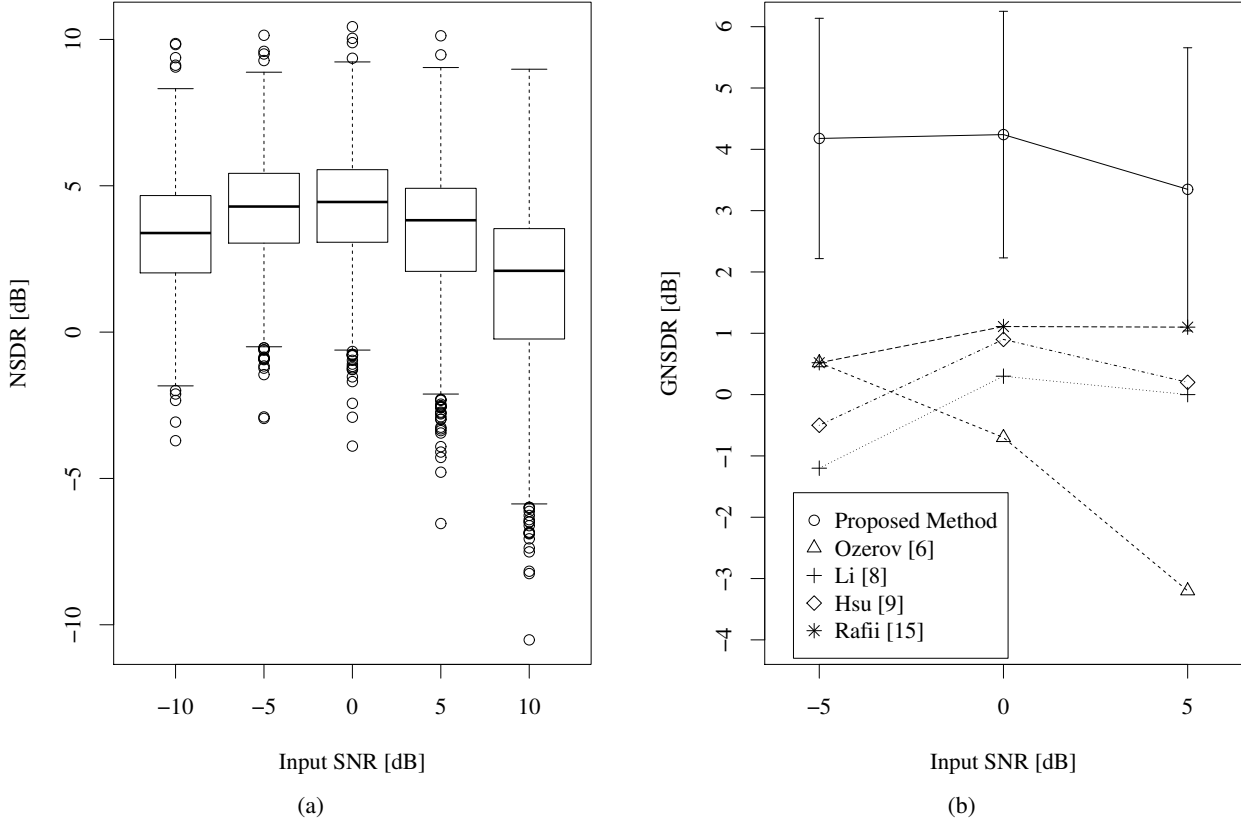 NSDR [dB]
10
5
0
−5
−10
−10 −5 0 5 10
Input SNR [dB]
(a)
GNSDR [dB]
6
5
4
3
2
1
0
−1
−2
−3
−4
Proposed Method
Ozerov [6]
Li [8]
Hsu [9]
Rafii [15]
−5 0 5
Input SNR [dB]
(b)